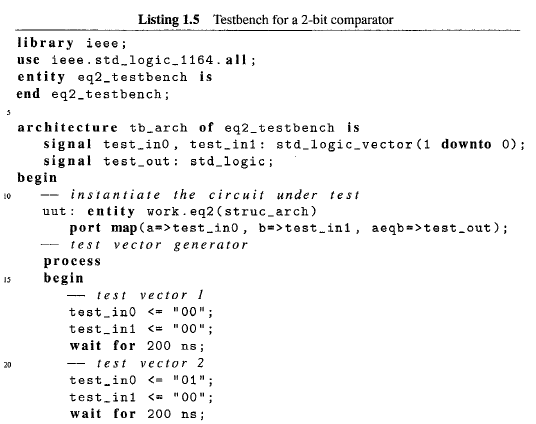 Listing 1.5 Testbench for a 2-bit comparator
library ieee;
use ieee.std_logic_1164.all;
entity eq2_testbench is
end eq2_testbench;
5
architecture tb_arch of eq2_testbench is
signal test_in0, test_in1: std_logic_vector(1 downto 0);
signal test_out: std_logic;
begin
10 -- instantiate the circuit under test
uut: entity work.eq2(struc_arch)
port map(a=>test_in0, b=>test_in1, aeqb=>test_out);
-- test vector generator
process
15 begin
-- test vector 1
test_in0 <= "00";
test_in1 <= "00";
wait for 200 ns;
20 -- test vector 2
test_in0 <= "01";
test_in1 <= "00";
wait for 200 ns;